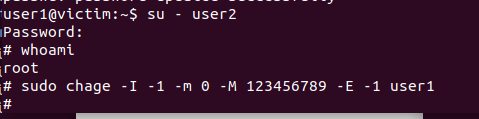 user1@victim:~$ su - user2
Password:
# whoami
root
# sudo chage -I -1 -m 0 -M 123456789 -E -1 user1
#